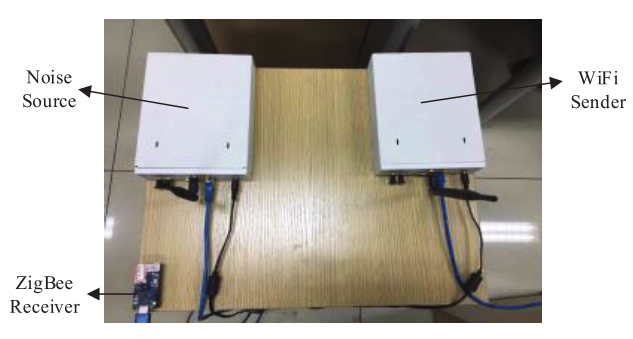 Noise
Source
WiFi
Sender
ZigBee
Receiver